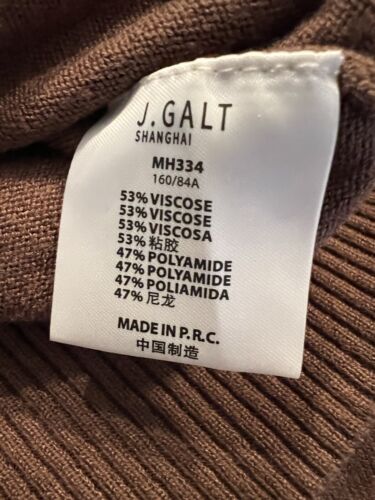 J.GALT
SHANGHAI
MH334
160/84A
53% VISCOSE
53% VISCOSE
53% VISCOSA
53% 粘胶
47% POLYAMIDE
47% POLYAMIDE
47% POLIAMIDA
47% 尼龙
MADE IN P.R.C.
中国制造